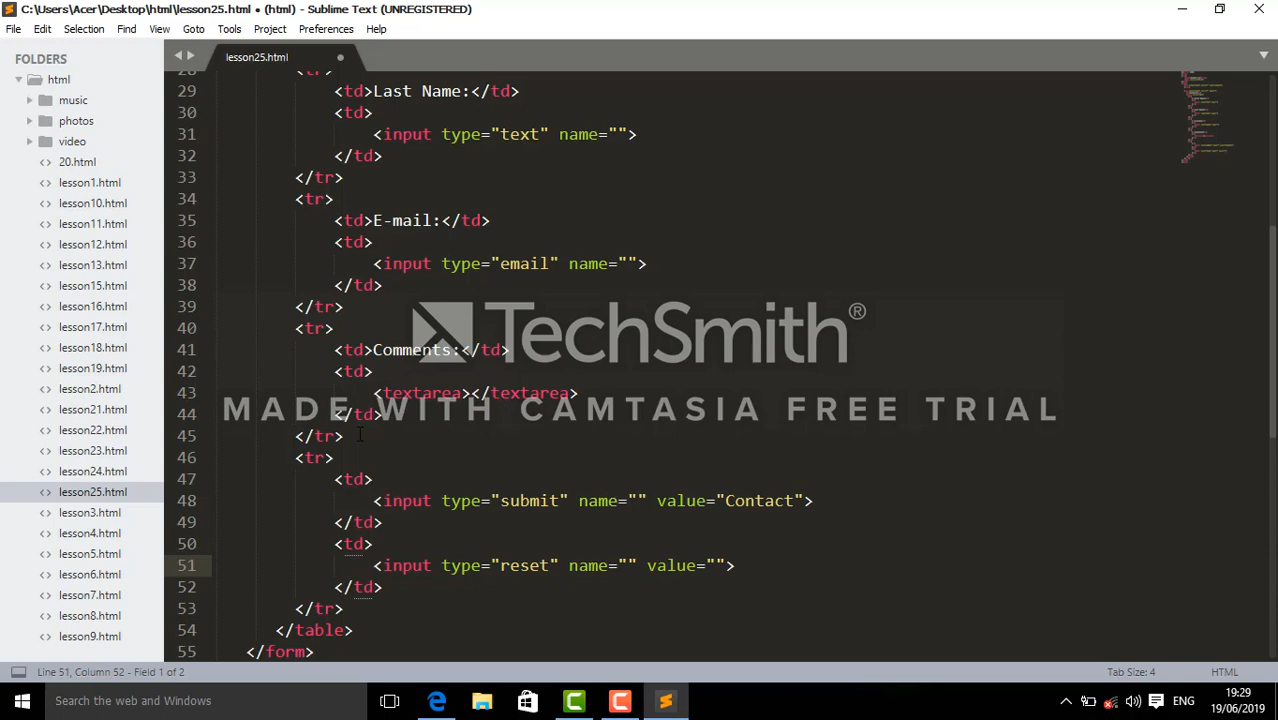 C:\Users\Acer\Desktop\html\lesson25.html • (html) - Sublime Text (UNREGISTERED)
File Edit Selection Find View Goto Tools Project Preferences Help
FOLDERS
html
music
photos
video
20.html
lesson1.html
lesson10.html
lesson11.html
lesson12.html
lesson13.html
lesson15.html
lesson16.html
lesson17.html
lesson18.html
lesson19.html
lesson2.html
lesson21.html
lesson22.html
lesson23.html
lesson24.html
lesson25.html
lesson3.html
lesson4.html
lesson5.html
lesson6.html
lesson7.html
lesson8.html
lesson9.html
lesson25.html
28 <tr>
29 <td>Last Name:</td>
30 <td>
31 <input type="text" name="">
32 </td>
33 </tr>
34 <tr>
35 <td>E-mail:</td>
36 <td>
37 <input type="email" name="">
38 </td>
39 </tr>
40 <tr>
41 <td>Comments:</td>
42 <td>
43 <textarea></textarea>
44 </td>
45 </tr>
46 <tr>
47 <td>
48 <input type="submit" name="" value="Contact">
49 </td>
50 <td>
51 <input type="reset" name="" value="">
52 </td>
53 </tr>
54 </table>
55 </form>
TechSmith®
MADE WITH CAMTASIA FREE TRIAL
Line 51, Column 52 - Field 1 of 2 Tab Size: 4 HTML
Search the web and Windows
ENG
19:29
19/06/2019